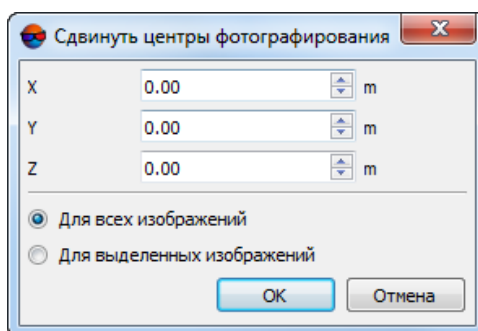 Сдвинуть центры фотографирования
X 0.00 m
Y 0.00 m
Z 0.00 m
Для всех изображений
Для выделенных изображений
OK Отмена